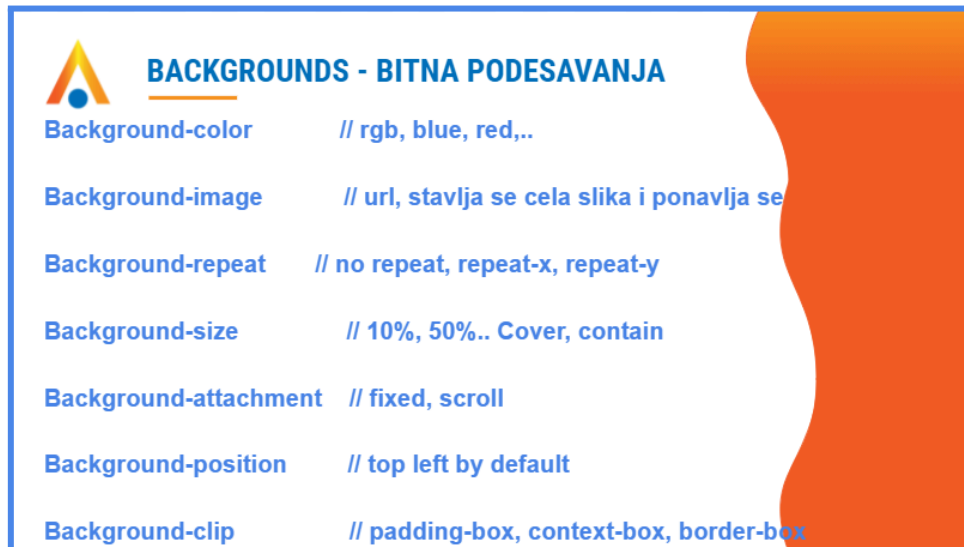 BACKGROUNDS - BITNA PODESAVANJA
Background-color // rgb, blue, red,..
Background-image // url, stavlja se cela slika i ponavlja se
Background-repeat // no repeat, repeat-x, repeat-y
Background-size // 10%, 50%.. Cover, contain
Background-attachment // fixed, scroll
Background-position // top left by default
Background-clip // padding-box, context-box, border-box